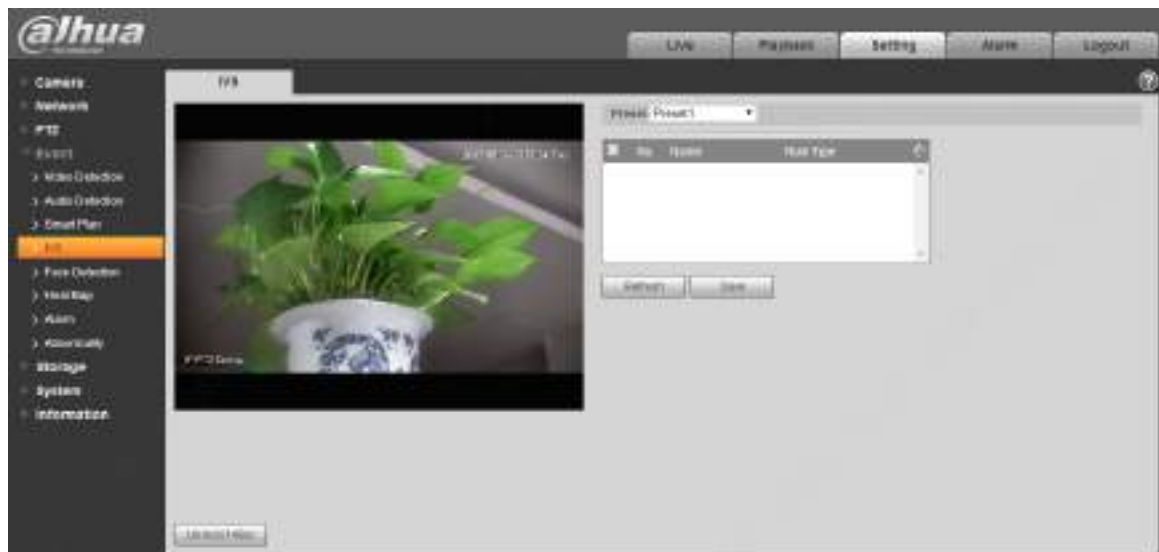 alhua
Live
Playback
Setting
Alarm
Logout
Camera
IVS
Network
PTZ
Event
Video Detection
Audio Detection
Smart Plan
IVS
Face Detection
Heat Map
Alarm
Abnormality
Storage
System
Information
Preset Preset1
No. Name Rule Type
Refresh Save